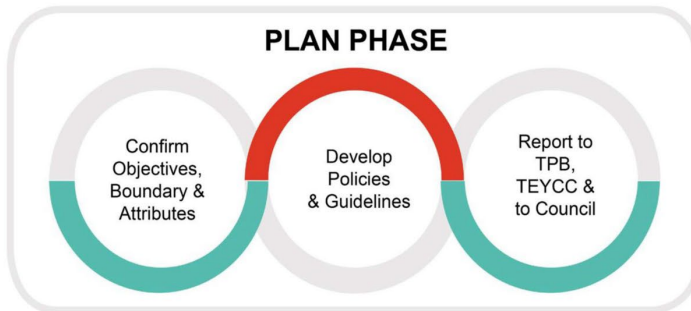 PLAN PHASE
Confirm
Objectives,
Boundary &
Attributes
Develop
Policies
& Guidelines
Report to
TPB,
TEYCC &
to Council